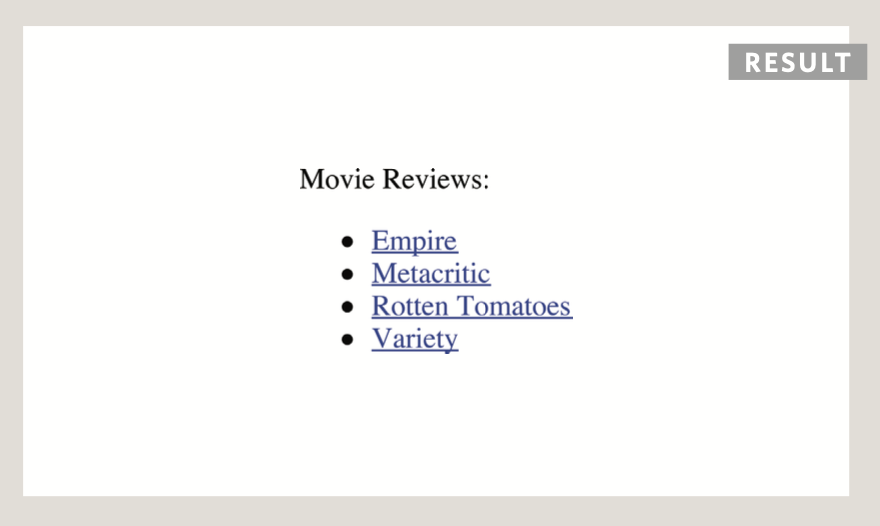 RESULT
Movie Reviews:
Empire
Metacritic
Rotten Tomatoes
Variety